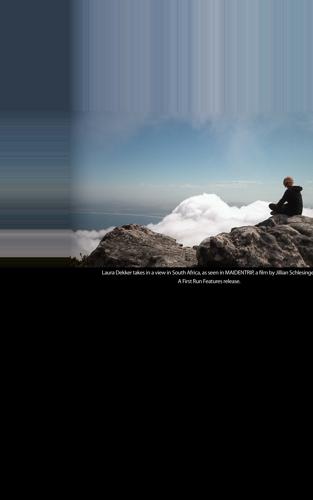 Laura Dekker takes in a view in South Africa, as seen in MAIDENTRIP, a film by Jillian Schlesinge
A First Run Features release.